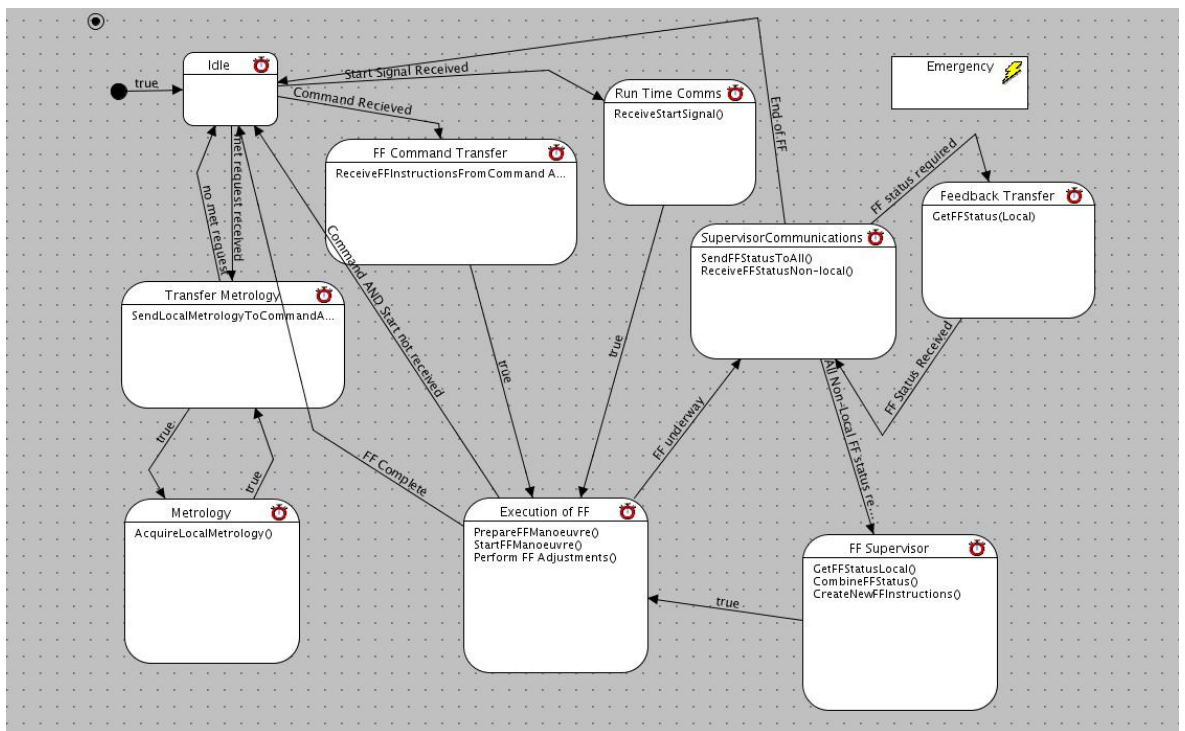 Idle
true
Start Signal Received
Command Recieved
Emergency
Run Time Comms
ReceiveStartSignal()
End of FF
FF Command Transfer
ReceiveFFInstructionsFromCommand A...
met request received
no met request
FF status required
Feedback Transfer
GetFFStatus(Local)
SupervisorCommunications
SendFFStatusToAll()
ReceiveFFStatusNon-local()
Command AND Start not received
Transfer Metrology
SendLocalMetrologyToCommandA...
true
true
FF Status Received
All Non-Local FF status re...
FF underway
true
true
FF Complete
Metrology
AcquireLocalMetrology()
Execution of FF
PrepareFFManoeuvre()
StartFFManoeuvre()
Perform FF Adjustments()
FF Supervisor
GetFFStatusLocal()
CombineFFStatus()
CreateNewFFInstructions()
true